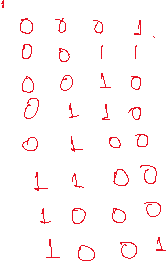 1
0 0 0 1
0 0 1 1
0 0 1 0
0 1 1 0
0 1 0 0
1 1 0 0
1 0 0 0
1 0 0 1